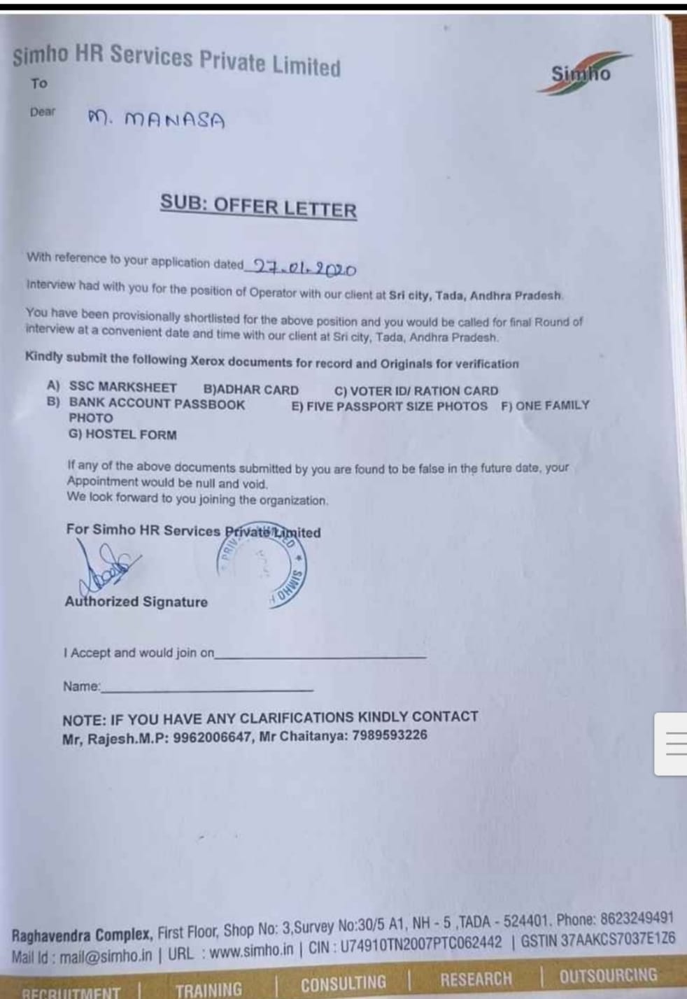 Simho HR Services Private Limited
Simho
To
Dear M. MANASA
SUB: OFFER LETTER
With reference to your application dated 27.01.2020
Interview had with you for the position of Operator with our client at Sri city, Tada, Andhra Pradesh.
You have been provisionally shortlisted for the above position and you would be called for final Round of
interview at a convenient date and time with our client at Sri city, Tada, Andhra Pradesh.
Kindly submit the following Xerox documents for record and Originals for verification
A) SSC MARKSHEET B)ADHAR CARD C) VOTER ID/ RATION CARD
B) BANK ACCOUNT PASSBOOK E) FIVE PASSPORT SIZE PHOTOS F) ONE FAMILY
PHOTO
G) HOSTEL FORM
If any of the above documents submitted by you are found to be false in the future date, your
Appointment would be null and void.
We look forward to you joining the organization.
For Simho HR Services Private Limited
SIMHO
Authorized Signature
I Accept and would join on
Name:
NOTE: IF YOU HAVE ANY CLARIFICATIONS KINDLY CONTACT
Mr, Rajesh.M.P: 9962006647, Mr Chaitanya: 7989593226
Raghavendra Complex, First Floor, Shop No: 3,Survey No:30/5 A1, NH - 5 ,TADA - 524401. Phone: 8623249491
Mail Id : mail@simho.in | URL : www.simho.in | CIN : U74910TN2007PTC062442 | GSTIN 37AAKCS7037E1Z6
RECRUITMENT | TRAINING | CONSULTING | RESEARCH | OUTSOURCING